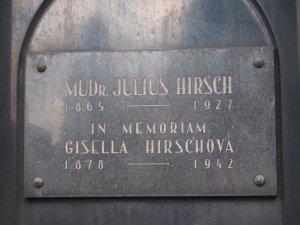 MUDR. JULIUS HIRSCH
1865 — 1927
IN MEMORIAM
GISELLA HIRSCHOVÁ
1878 — 1942